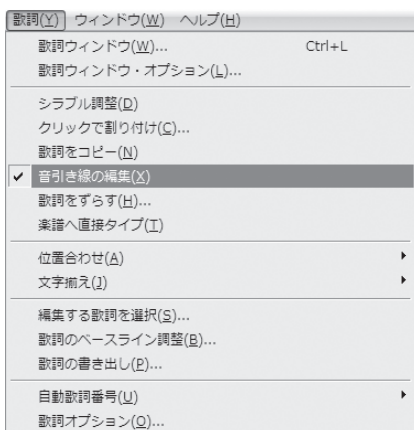 歌詞(Y) ウィンドウ(W) ヘルプ(H)
歌詞ウィンドウ(W)... Ctrl+L
歌詞ウィンドウ・オプション(L)...
シラブル調整(D)
クリックで割り付け(C)...
歌詞をコピー(N)
✓ 音引き線の編集(X)
歌詞をずらす(H)...
楽譜へ直接タイプ(T)
位置合わせ(A)
文字揃え(J)
編集する歌詞を選択(S)...
歌詞のベースライン調整(B)...
歌詞の書き出し(P)...
自動歌詞番号(U)
歌詞オプション(O)...